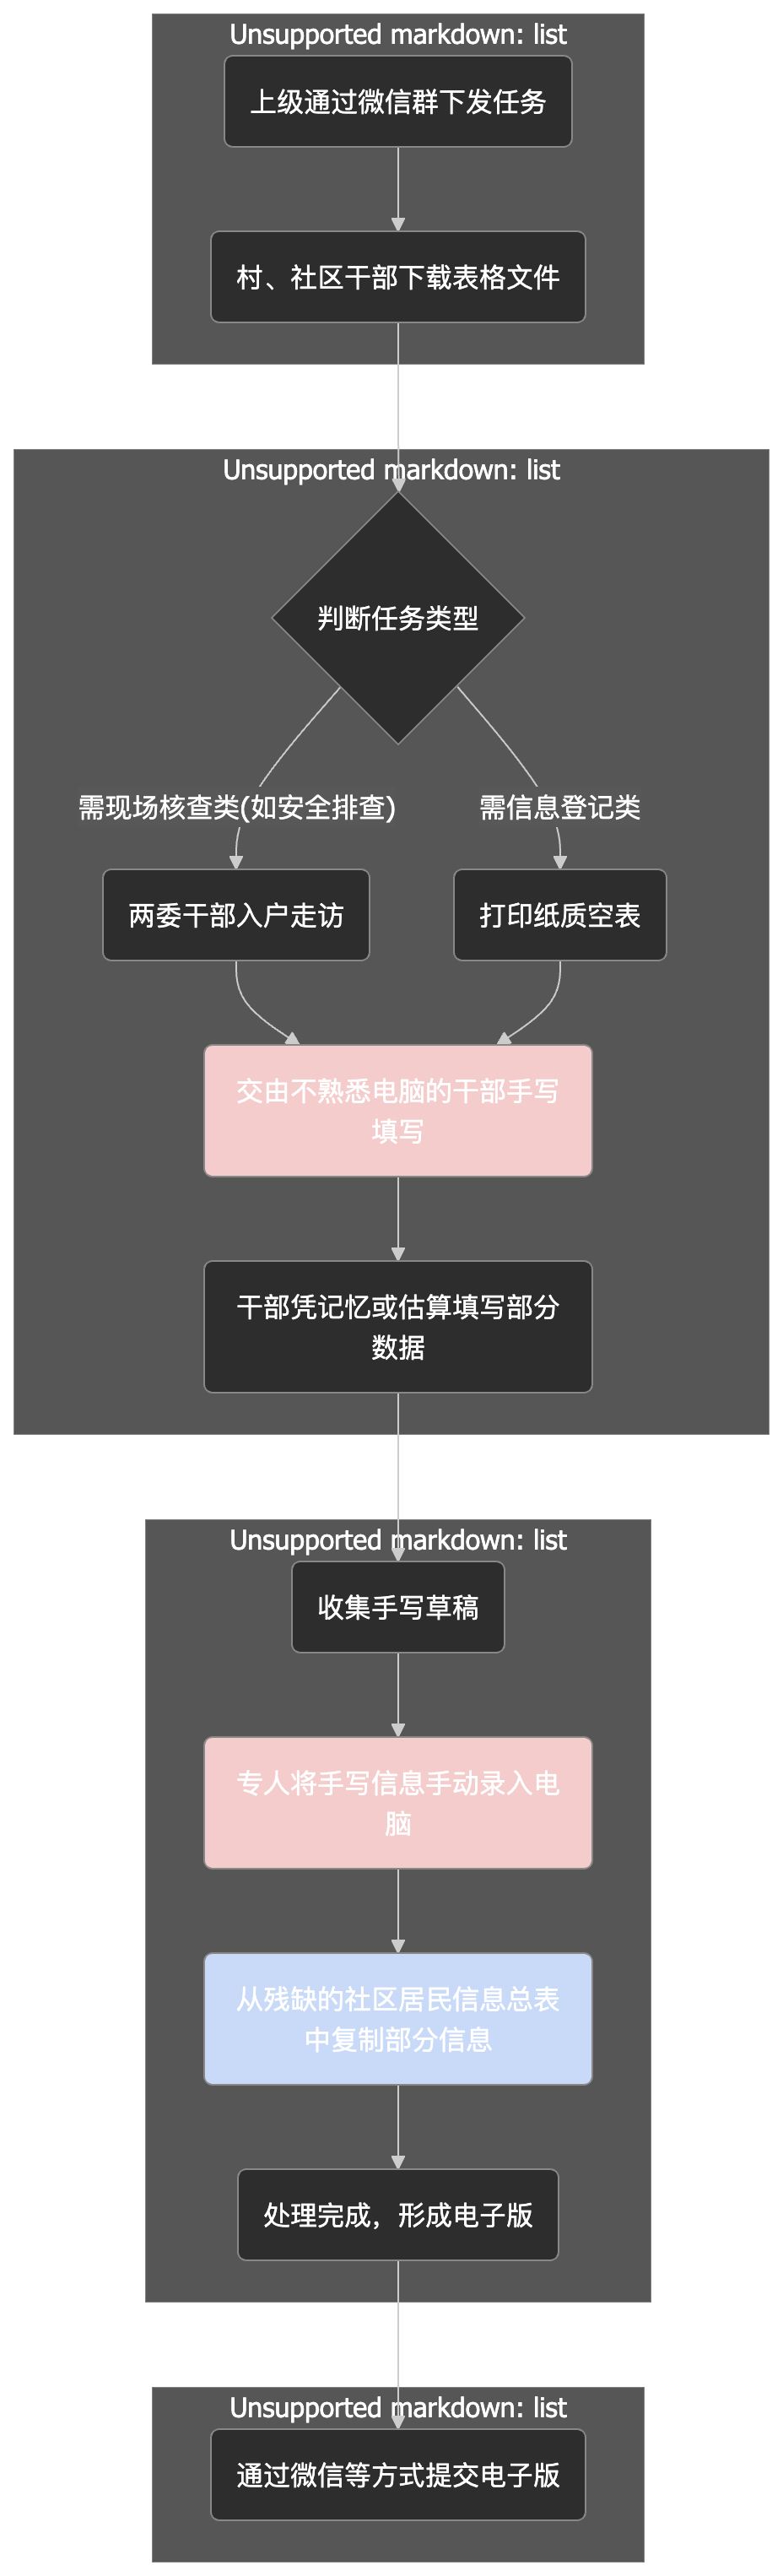 Unsupported markdown: list
上级通过微信群下发任务
村、社区干部下载表格文件
Unsupported markdown: list
判断任务类型
需现场核查类(如安全排查)
需信息登记类
两委干部入户走访
打印纸质空表
交由不熟悉电脑的干部手写
填写
干部凭记忆或估算填写部分
数据
Unsupported markdown: list
收集手写草稿
专人将手写信息手动录入电
脑
从残缺的社区居民信息总表
中复制部分信息
处理完成，形成电子版
Unsupported markdown: list
通过微信等方式提交电子版